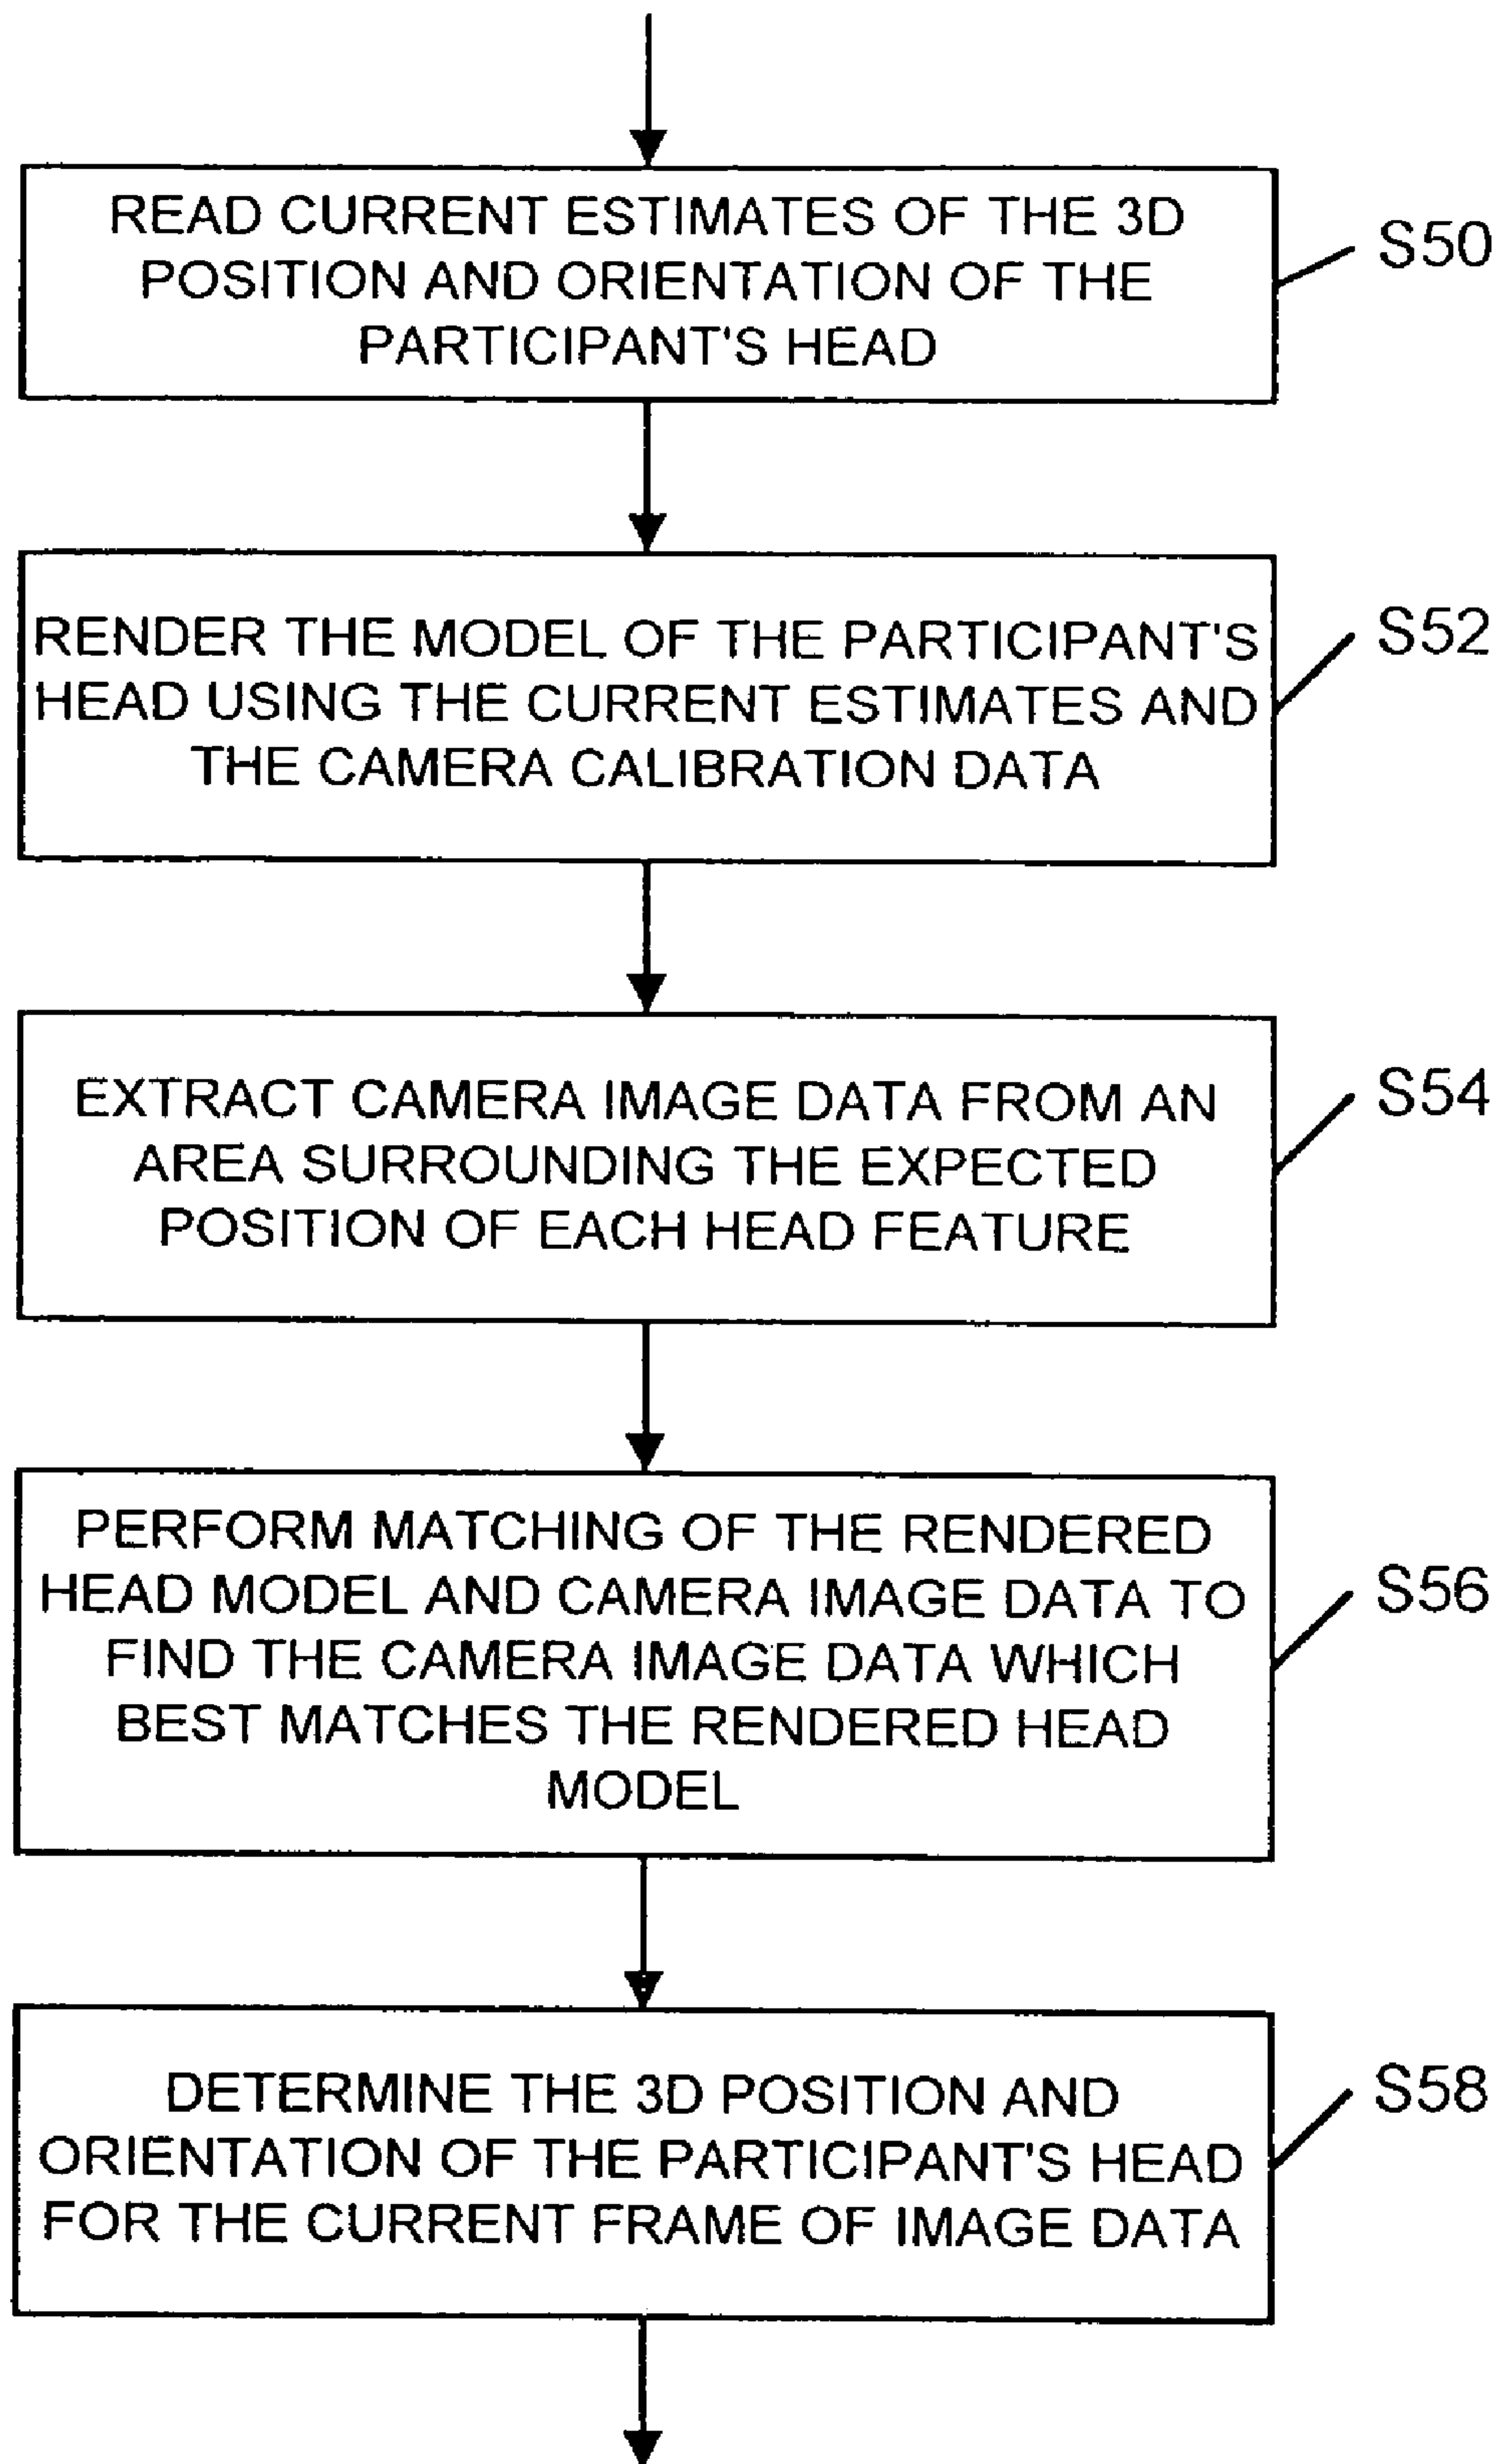 READ CURRENT ESTIMATES OF THE 3D
POSITION AND ORIENTATION OF THE
PARTICIPANT'S HEAD
S50
RENDER THE MODEL OF THE PARTICIPANT'S
HEAD USING THE CURRENT ESTIMATES AND
THE CAMERA CALIBRATION DATA
S52
EXTRACT CAMERA IMAGE DATA FROM AN
AREA SURROUNDING THE EXPECTED
POSITION OF EACH HEAD FEATURE
S54
PERFORM MATCHING OF THE RENDERED
HEAD MODEL AND CAMERA IMAGE DATA TO
FIND THE CAMERA IMAGE DATA WHICH
BEST MATCHES THE RENDERED HEAD
MODEL
S56
DETERMINE THE 3D POSITION AND
ORIENTATION OF THE PARTICIPANT'S HEAD
FOR THE CURRENT FRAME OF IMAGE DATA
S58